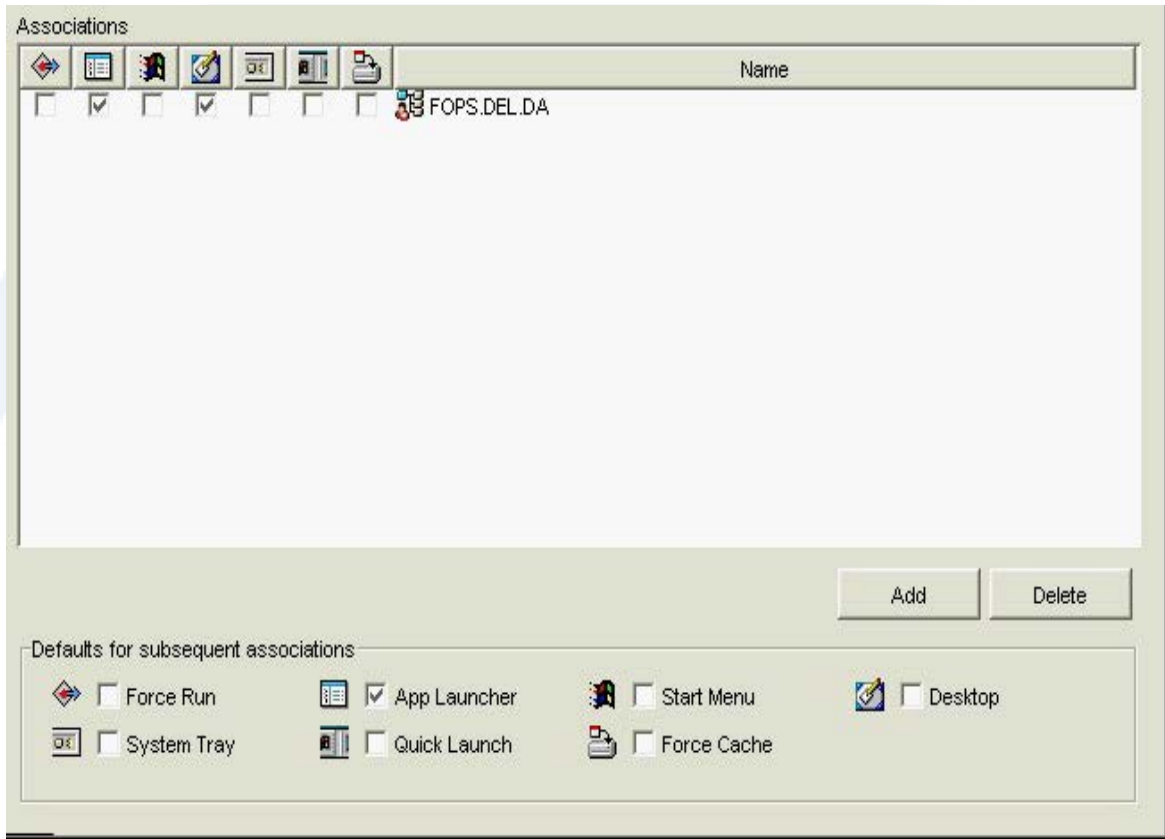 Associations
Name
FOPS.DEL.DA
Add Delete
Defaults for subsequent associations
Force Run App Launcher Start Menu Desktop
System Tray Quick Launch Force Cache